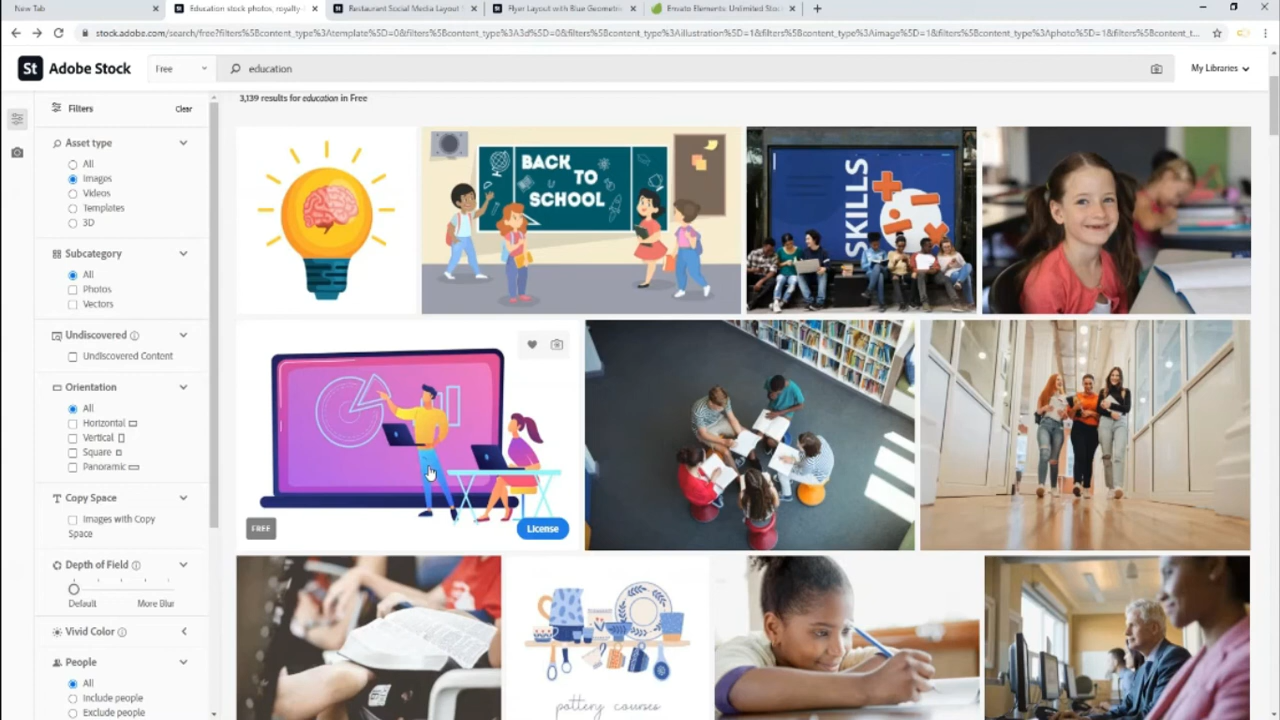 New Tab
Education stock photos, royalty-
Restaurant Social Media Layout
Flyer Layout with Blue Geometri
Envato Elements: Unlimited Stoc
stock.adobe.com/search/free?filters%5Bcontent_type%3Atemplate%5D=0&filters%5Bcontent_type%3A3d%5D=0&filters%5Bcontent_type%3Aillustration%5D=1&filters%5Bcontent_type%3Aimage%5D=1&filters%5Bcontent_type%3Aphoto%5D=1&filters%5Bcontent_t...
St Adobe Stock
Free
education
My Libraries
3,139 results for education in Free
Filters
Clear
Asset type
All
Images
Videos
Templates
3D
Subcategory
All
Photos
Vectors
Undiscovered
Undiscovered Content
Orientation
All
Horizontal
Vertical
Square
Panoramic
Copy Space
Images with Copy
Space
Depth of Field
Default
More Blur
Vivid Color
People
All
Include people
Exclude people
BACK
TO
SCHOOL
SKILLS
FREE
License
pottery courses